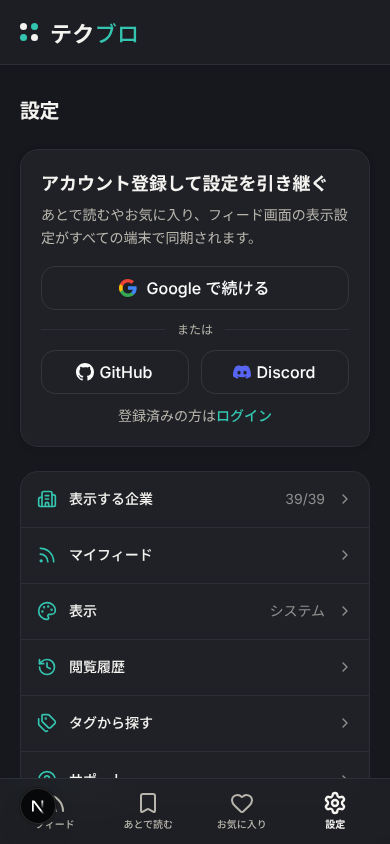 テクブロ
設定
アカウント登録して設定を引き継ぐ
あとで読むやお気に入り、フィード画面の表示設
定がすべての端末で同期されます。
Google で続ける
または
GitHub
Discord
登録済みの方はログイン
表示する企業 39/39
マイフィード
表示 システム
閲覧履歴
タグから探す
サポート
N
フィード
あとで読む
お気に入り
設定